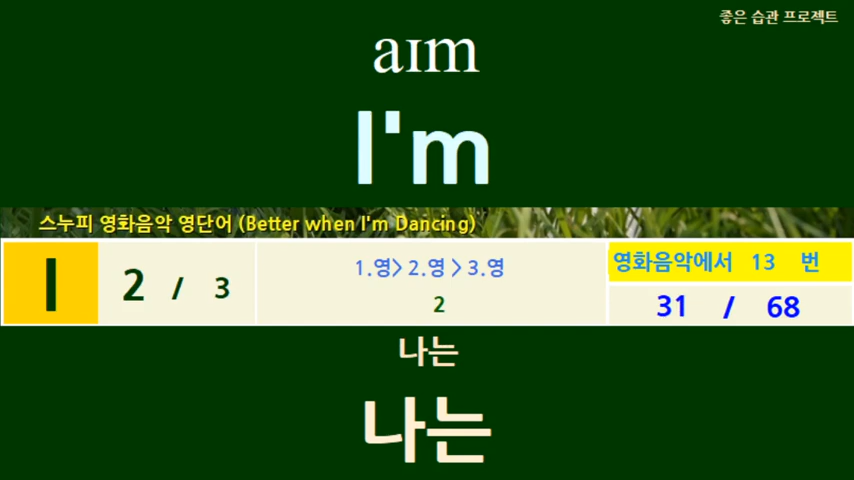 좋은 습관 프로젝트
aɪm
I'm
스누피 영화음악 영단어 (Better when I'm Dancing)
I
2 / 3
1.영> 2.영 > 3.영
2
영화음악에서 13 번
31 / 68
나는
나는